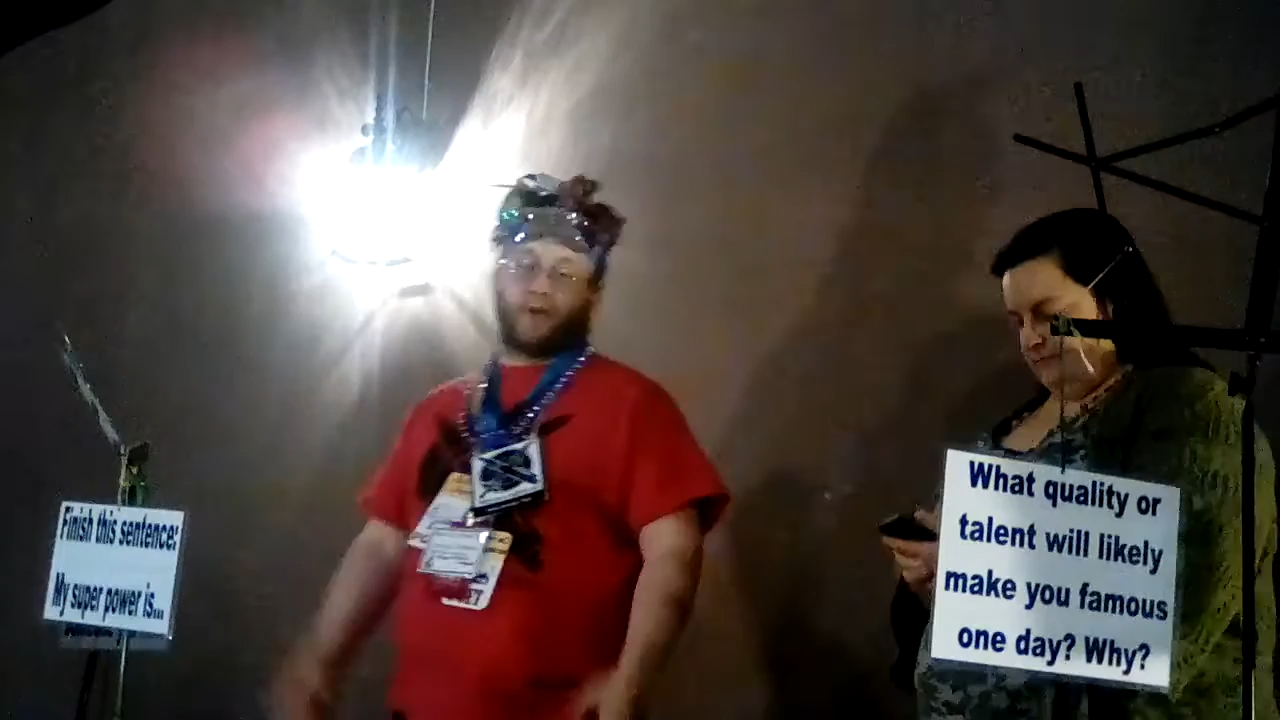 Finish this sentence:
My super power is...
What quality or
talent will likely
make you famous
one day? Why?